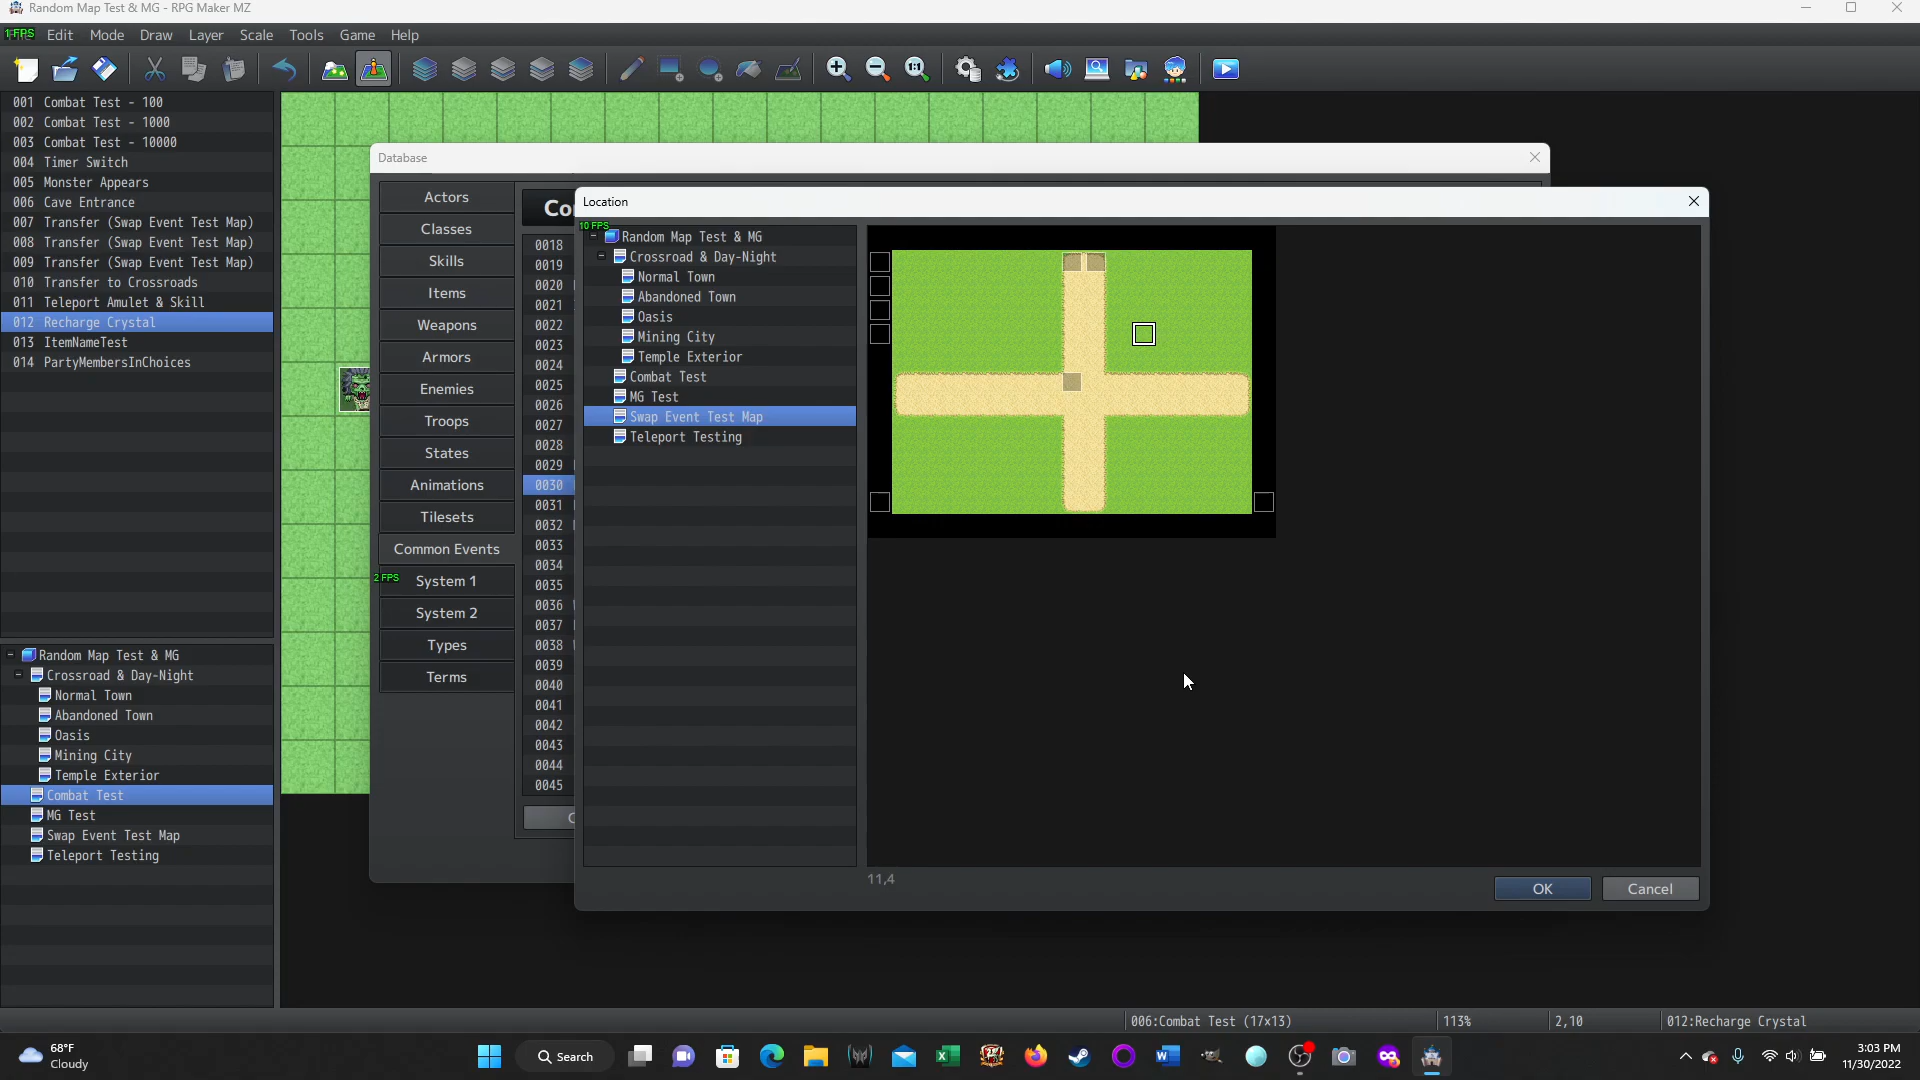 Random Map Test & MG - RPG Maker MZ
1 FPS
Edit Mode Draw Layer Scale Tools Game Help
1:1
001 Combat Test - 100
002 Combat Test - 1000
003 Combat Test - 10000
004 Timer Switch
005 Monster Appears
006 Cave Entrance
007 Transfer (Swap Event Test Map)
008 Transfer (Swap Event Test Map)
009 Transfer (Swap Event Test Map)
010 Transfer to Crossroads
011 Teleport Amulet & Skill
012 Recharge Crystal
013 ItemNameTest
014 PartyMembersInChoices
Random Map Test & MG
Crossroad & Day-Night
Normal Town
Abandoned Town
Oasis
Mining City
Temple Exterior
Combat Test
MG Test
Swap Event Test Map
Teleport Testing
Database
Actors
Classes
Skills
Items
Weapons
Armors
Enemies
Troops
States
Animations
Tilesets
Common Events
2 FPS
System 1
System 2
Types
Terms
Co
0018
0019
0020
0021
0022
0023
0024
0025
0026
0027
0028
0029
0030
0031
0032
0033
0034
0035
0036
0037
0038
0039
0040
0041
0042
0043
0044
0045
Location
10 FPS
Random Map Test & MG
Crossroad & Day-Night
Normal Town
Abandoned Town
Oasis
Mining City
Temple Exterior
Combat Test
MG Test
Swap Event Test Map
Teleport Testing
11,4
OK
Cancel
006:Combat Test (17x13)
113%
2,10
012:Recharge Crystal
68°F
Cloudy
Search
3:03 PM
11/30/2022